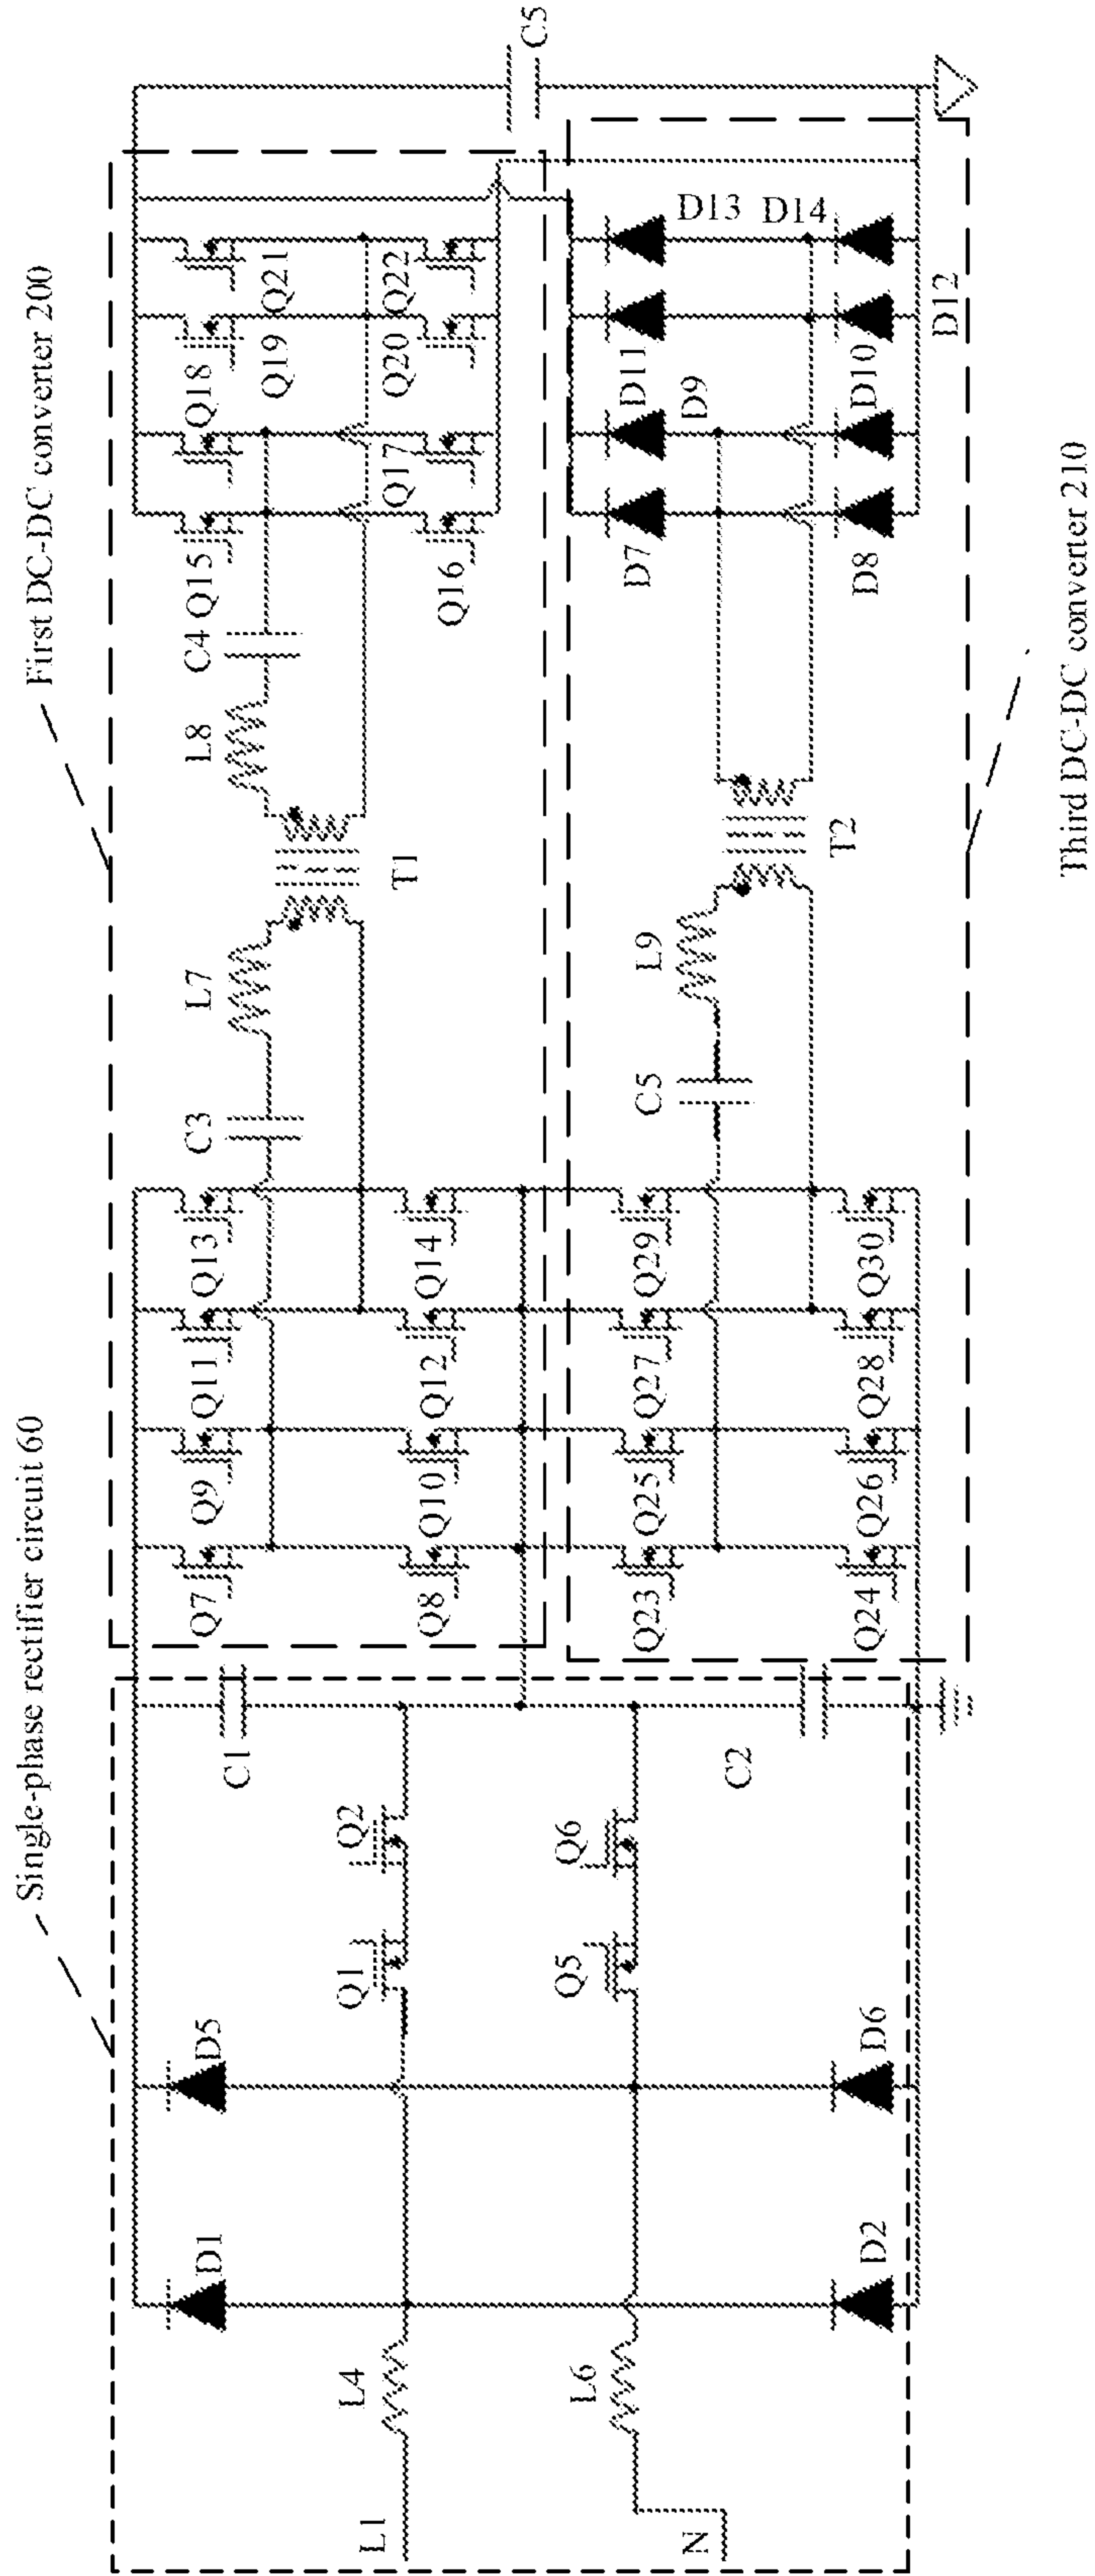 Single-phase rectifier circuit 60
First DC-DC converter 200
Third DC-DC converter 210
L1
N
L4
L6
D1
D2
D5
D6
Q1
Q2
Q5
Q6
C1
C2
Q7
Q9
Q11
Q13
Q8
Q10
Q12
Q14
Q23
Q25
Q27
Q29
Q24
Q26
Q28
Q30
C3
L7
T1
L8
C4
C5
L9
T2
Q15
Q18
Q19
Q21
Q16
Q17
Q20
Q22
D7
D11
D9
D13
D14
D8
D10
D12
C5